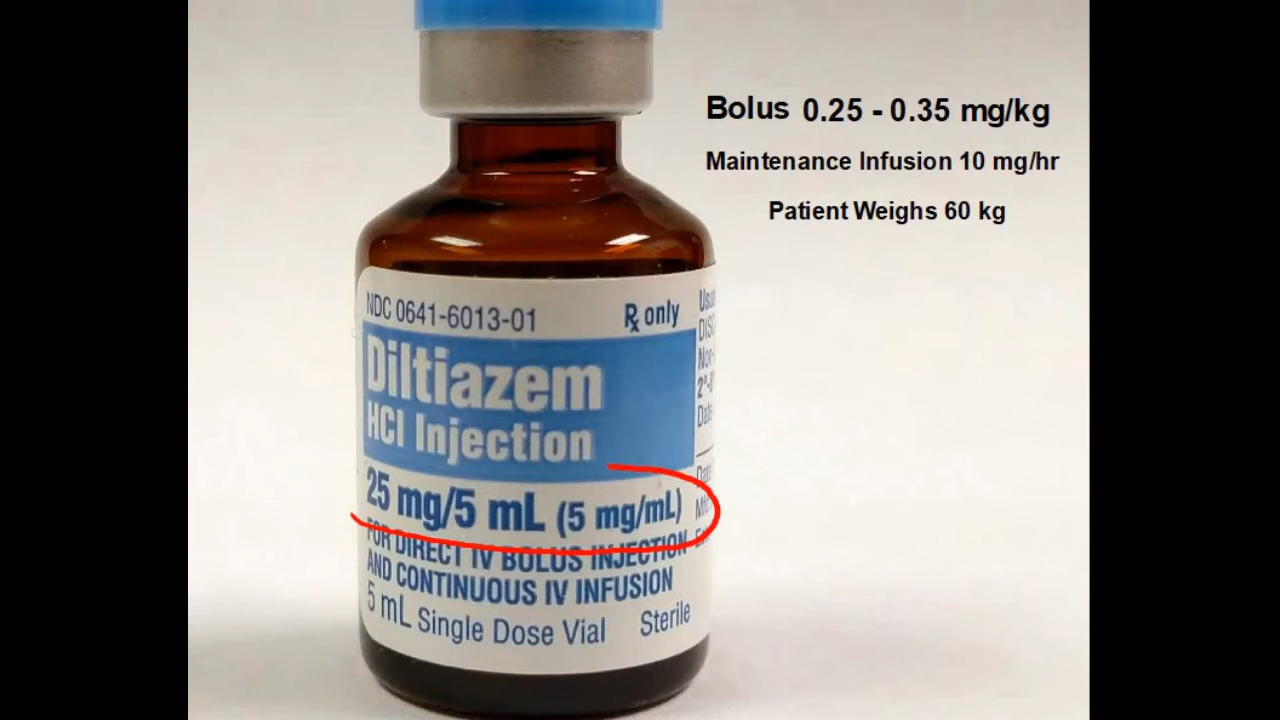 Bolus 0.25 - 0.35 mg/kg
Maintenance Infusion 10 mg/hr
Patient Weighs 60 kg
NDC 0641-6013-01
Rx only
Diltiazem
HCl Injection
25 mg/5 mL (5 mg/mL)
FOR DIRECT IV BOLUS INJECTION
AND CONTINUOUS IV INFUSION
5 mL Single Dose Vial
Sterile